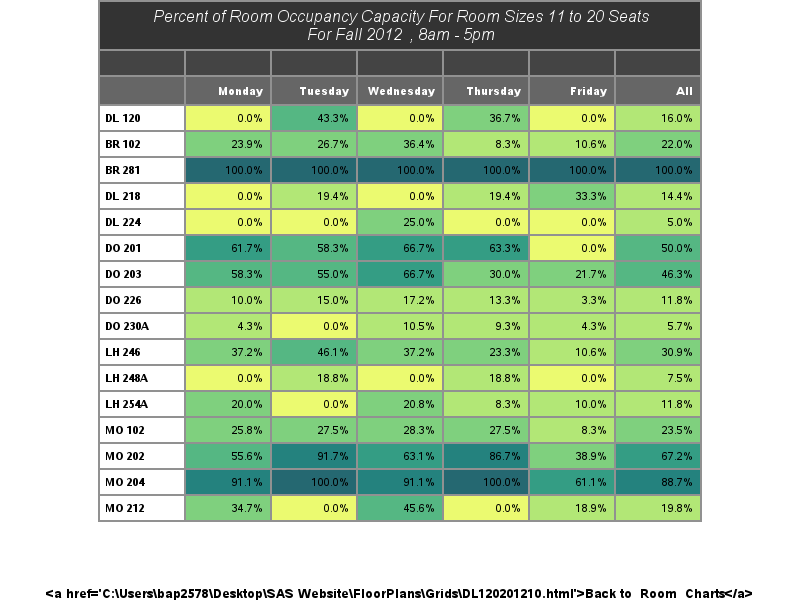 Percent of Room Occupancy Capacity For Room Sizes 11 to 20 Seats
For Fall 2012 , 8am - 5pm
Monday Tuesday Wednesday Thursday Friday All
DL 120 0.0% 43.3% 0.0% 36.7% 0.0% 16.0%
BR 102 23.9% 26.7% 36.4% 8.3% 10.6% 22.0%
BR 281 100.0% 100.0% 100.0% 100.0% 100.0% 100.0%
DL 218 0.0% 19.4% 0.0% 19.4% 33.3% 14.4%
DL 224 0.0% 0.0% 25.0% 0.0% 0.0% 5.0%
DO 201 61.7% 58.3% 66.7% 63.3% 0.0% 50.0%
DO 203 58.3% 55.0% 66.7% 30.0% 21.7% 46.3%
DO 226 10.0% 15.0% 17.2% 13.3% 3.3% 11.8%
DO 230A 4.3% 0.0% 10.5% 9.3% 4.3% 5.7%
LH 246 37.2% 46.1% 37.2% 23.3% 10.6% 30.9%
LH 248A 0.0% 18.8% 0.0% 18.8% 0.0% 7.5%
LH 254A 20.0% 0.0% 20.8% 8.3% 10.0% 11.8%
MO 102 25.8% 27.5% 28.3% 27.5% 8.3% 23.5%
MO 202 55.6% 91.7% 63.1% 86.7% 38.9% 67.2%
MO 204 91.1% 100.0% 91.1% 100.0% 61.1% 88.7%
MO 212 34.7% 0.0% 45.6% 0.0% 18.9% 19.8%
<a href='C:\Users\bap2578\Desktop\SAS Website\FloorPlans\Grids\DL120201210.html'>Back to Room Charts</a>